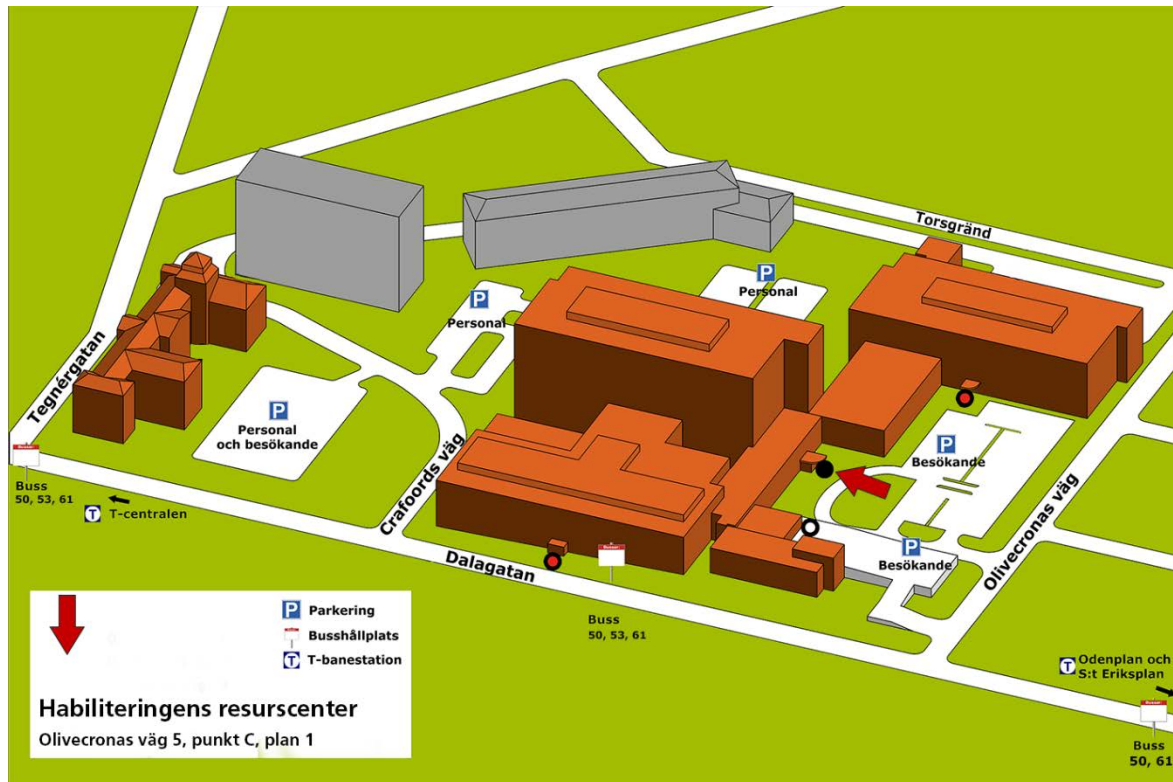 Torsgränd
P
Personal
P
Personal
Tegnérgatan
P
Personal
och besökande
Crafoords väg
P
Besökande
P
Besökande
Olivecronas väg
Busshållplats
Buss
50, 53, 61
T T-centralen
Dalagatan
Buss
50, 53, 61
T Odenplan och
S:t Eriksplan
Buss
50, 61
P Parkering
Busshållplats
T T-banestation
Habiliteringens resurscenter
Olivecronas väg 5, punkt C, plan 1